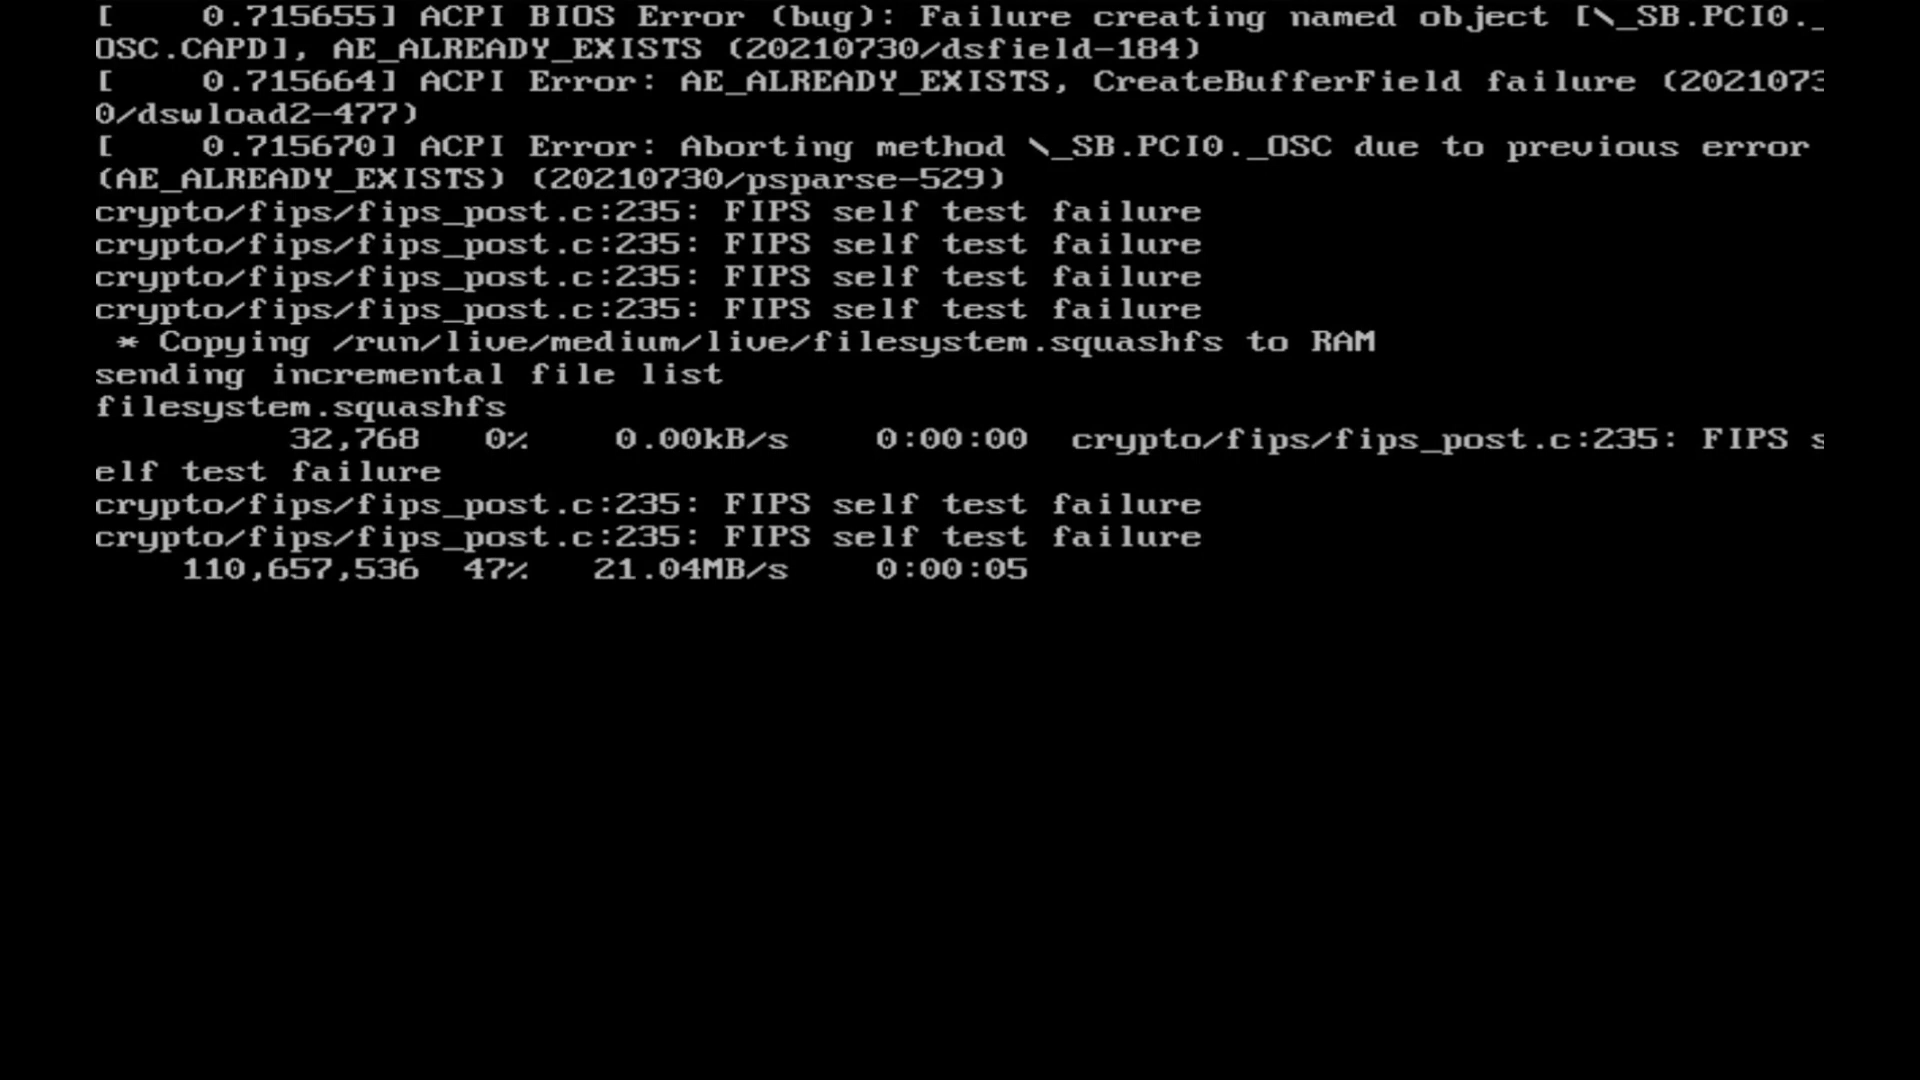 [    0.715655] ACPI BIOS Error (bug): Failure creating named object [\_SB.PCI0._
OSC.CAPD], AE_ALREADY_EXISTS (20210730/dsfield-184)
[    0.715664] ACPI Error: AE_ALREADY_EXISTS, CreateBufferField failure (2021073
0/dswload2-477)
[    0.715670] ACPI Error: Aborting method \_SB.PCI0._OSC due to previous error
(AE_ALREADY_EXISTS) (20210730/psparse-529)
crypto/fips/fips_post.c:235: FIPS self test failure
crypto/fips/fips_post.c:235: FIPS self test failure
crypto/fips/fips_post.c:235: FIPS self test failure
crypto/fips/fips_post.c:235: FIPS self test failure
 * Copying /run/live/medium/live/filesystem.squashfs to RAM
sending incremental file list
filesystem.squashfs
         32,768   0%    0.00kB/s    0:00:00  crypto/fips/fips_post.c:235: FIPS s
elf test failure
crypto/fips/fips_post.c:235: FIPS self test failure
crypto/fips/fips_post.c:235: FIPS self test failure
    110,657,536  47%   21.04MB/s    0:00:05